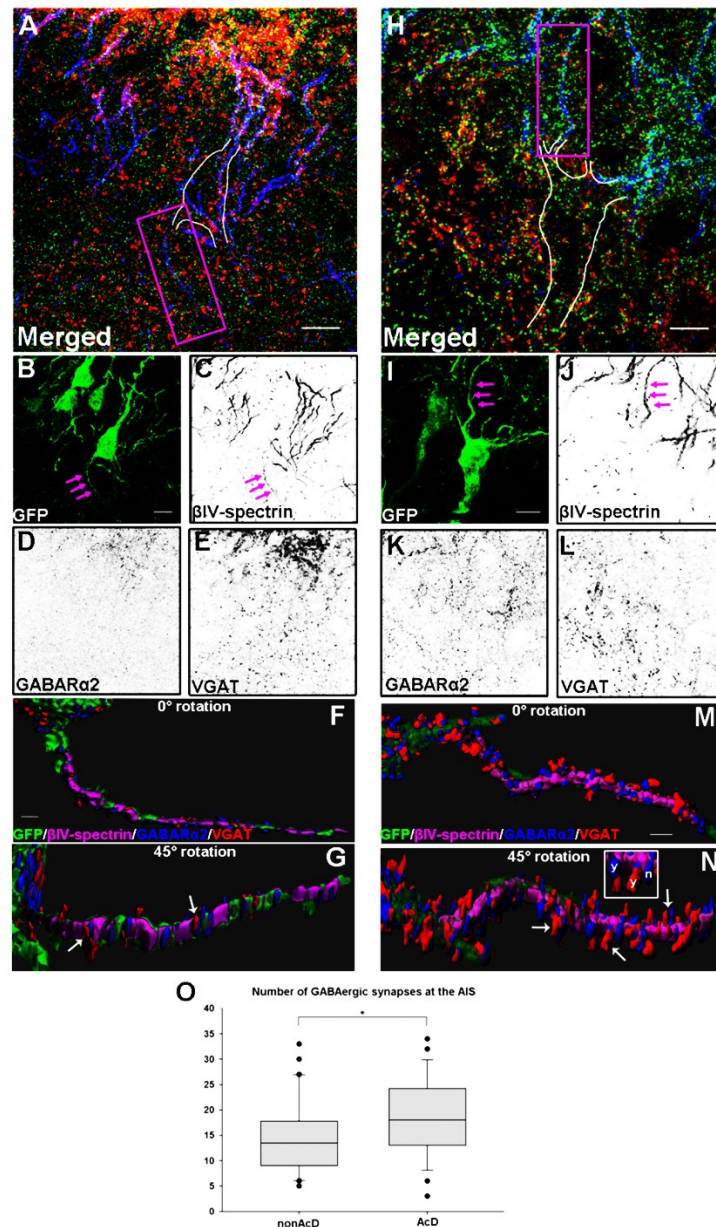 A
Merged
H
Merged
B
GFP
C
βIV-spectrin
I
GFP
J
βIV-spectrin
D
GABARα2
E
VGAT
K
GABARα2
L
VGAT
0° rotation
F
GFP/βIV-spectrin/GABARα2/VGAT
0° rotation
M
GFP/βIV-spectrin/GABARα2/VGAT
45° rotation
G
45° rotation
N
y
y
n
O
Number of GABAergic synapses at the AIS
*
40
35
30
25
20
15
10
5
0
nonAcD
AcD